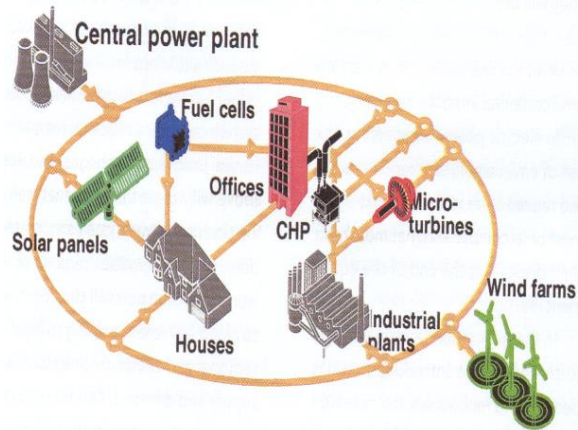 Central power plant
Fuel cells
Offices
Micro-
turbines
CHP
Solar panels
Wind farms
Houses
Industrial
plants